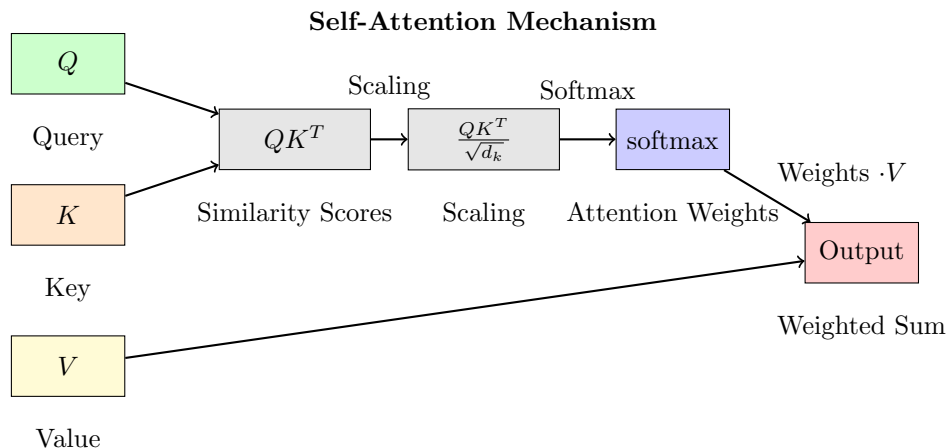 Self-Attention Mechanism
Q
Query
K
Key
V
Value
QK^T
Similarity Scores
Scaling
QK^T
√d_k
Scaling
Softmax
softmax
Attention Weights
Weights ·V
Output
Weighted Sum